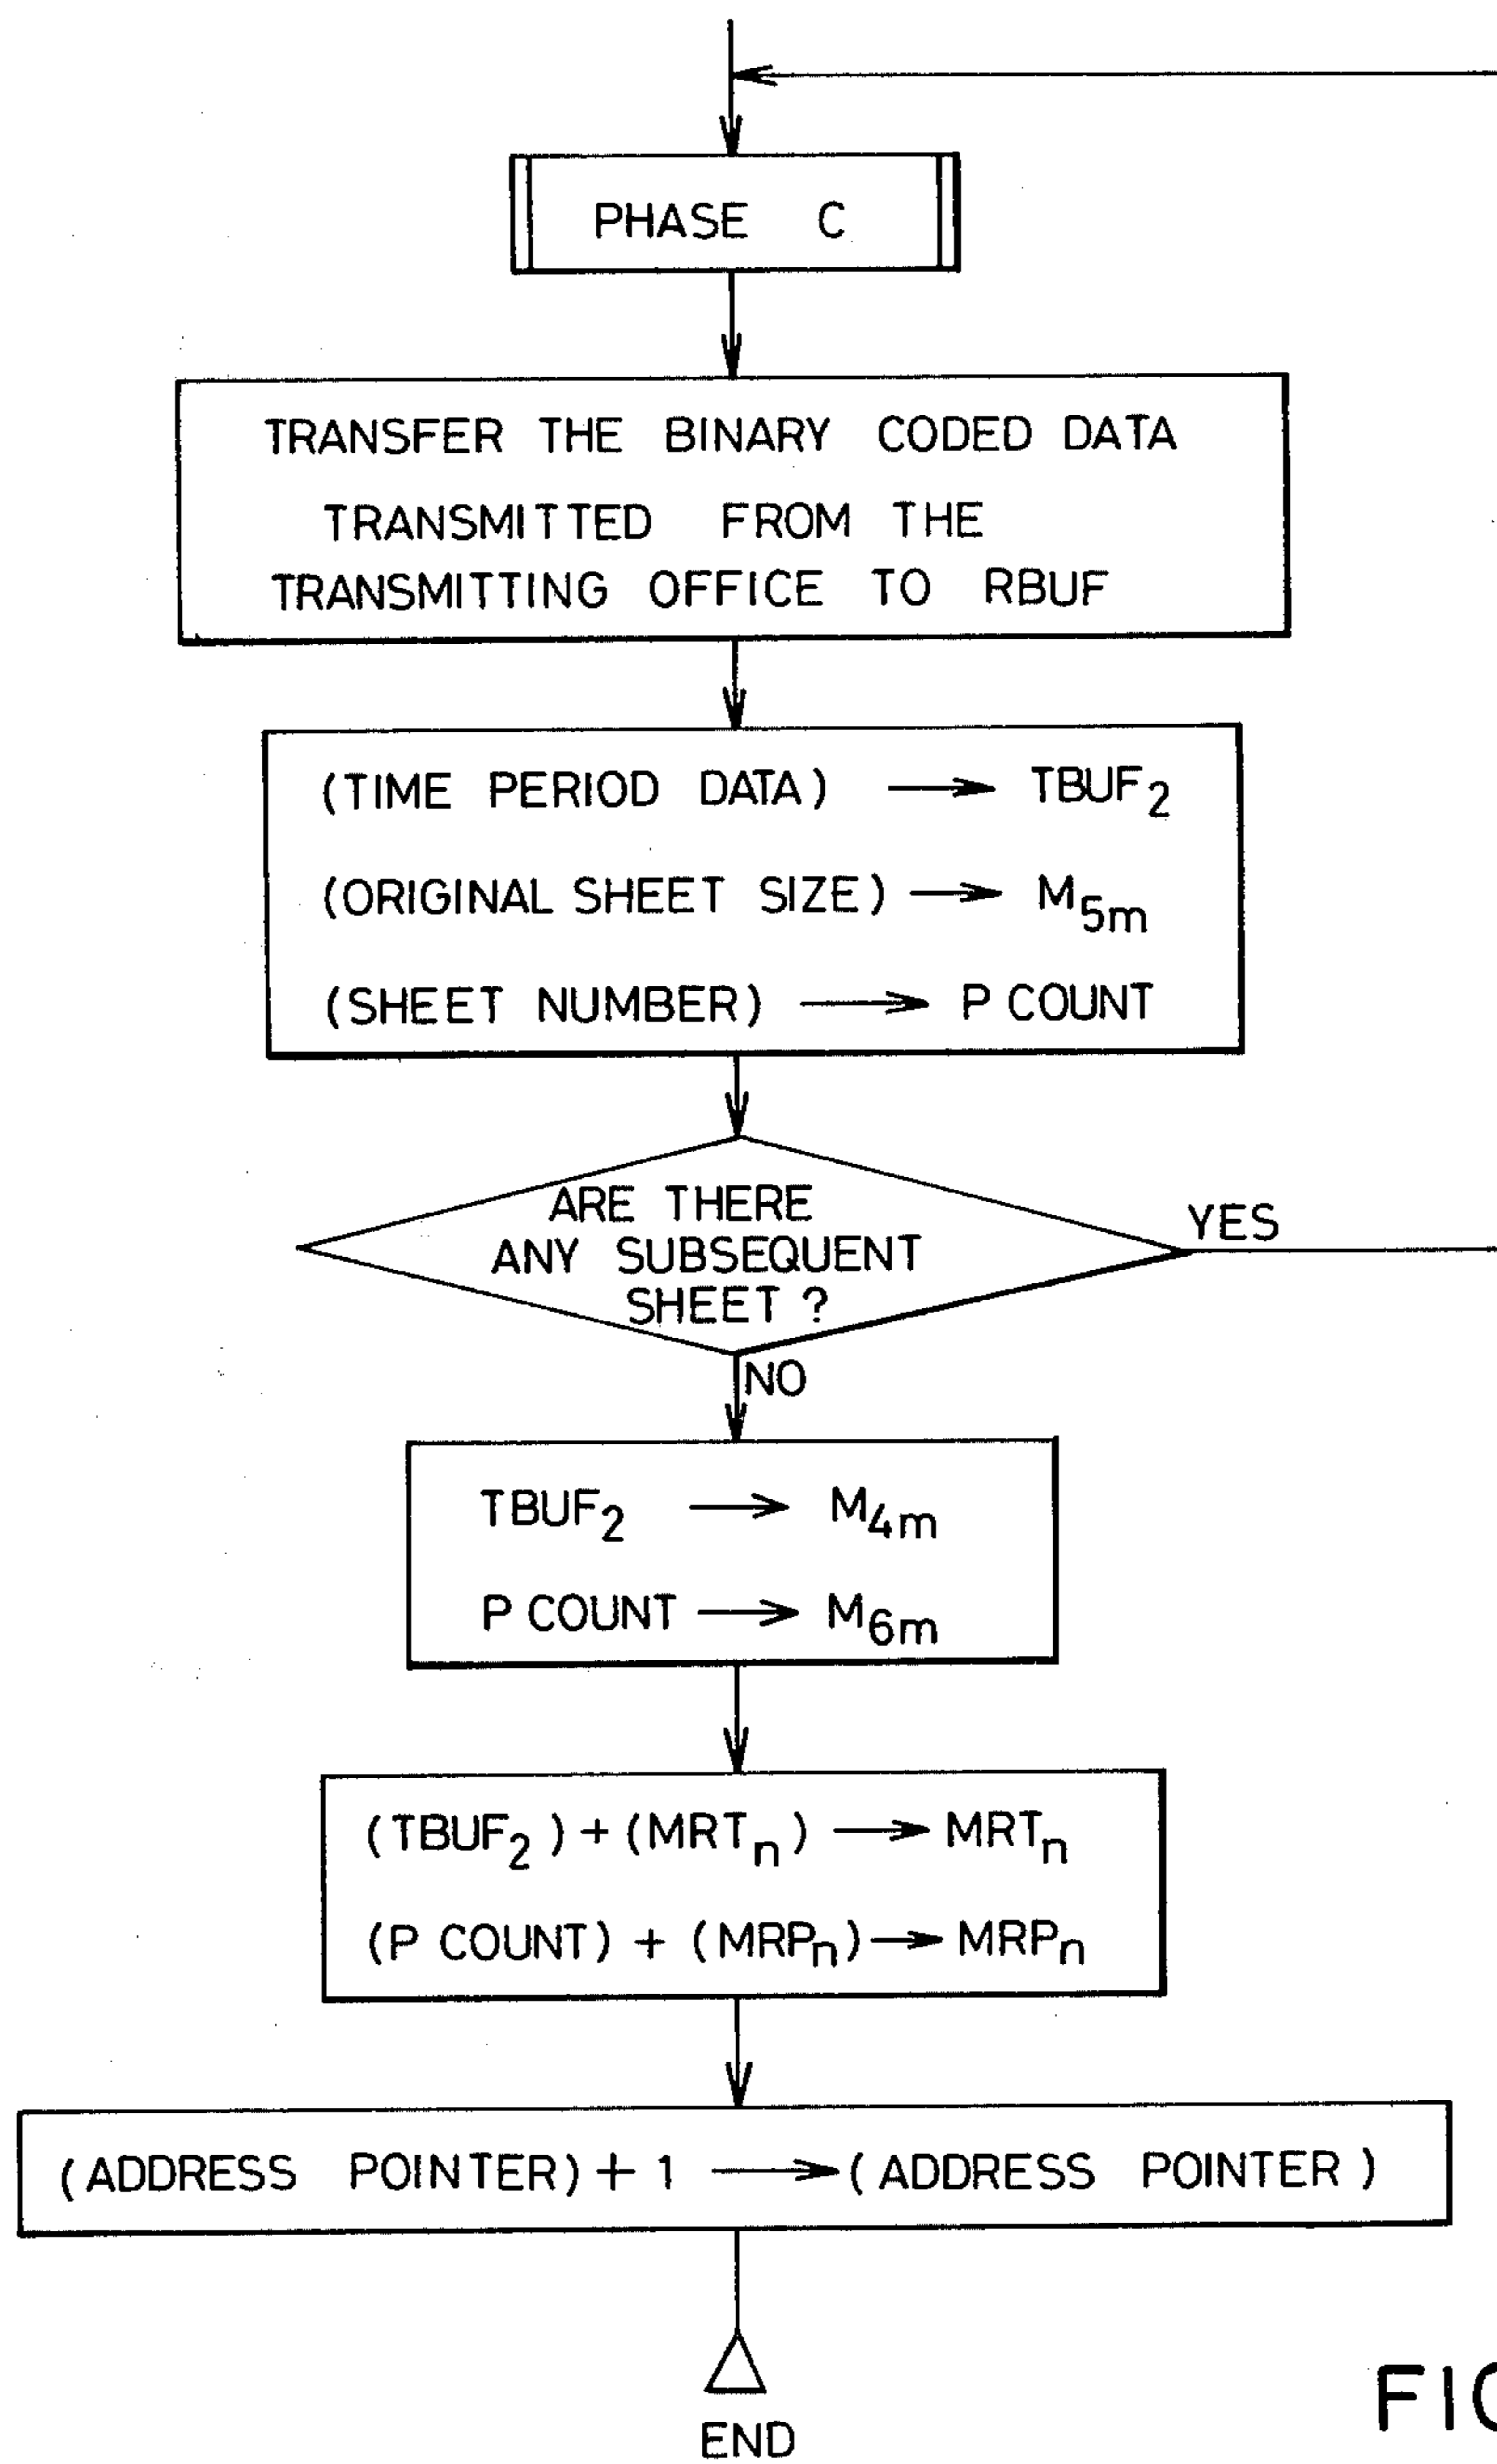 PHASE C
TRANSFER THE BINARY CODED DATA
TRANSMITTED FROM THE
TRANSMITTING OFFICE TO RBUF
(TIME PERIOD DATA) → TBUF₂
(ORIGINAL SHEET SIZE) → M₅ₘ
(SHEET NUMBER) → P COUNT
ARE THERE
ANY SUBSEQUENT
SHEET ?
YES
NO
TBUF₂ → M₄ₘ
P COUNT → M₆ₘ
(TBUF₂) + (MRTₙ) → MRTₙ
(P COUNT) + (MRPₙ) → MRPₙ
(ADDRESS POINTER) + 1 → (ADDRESS POINTER)
END